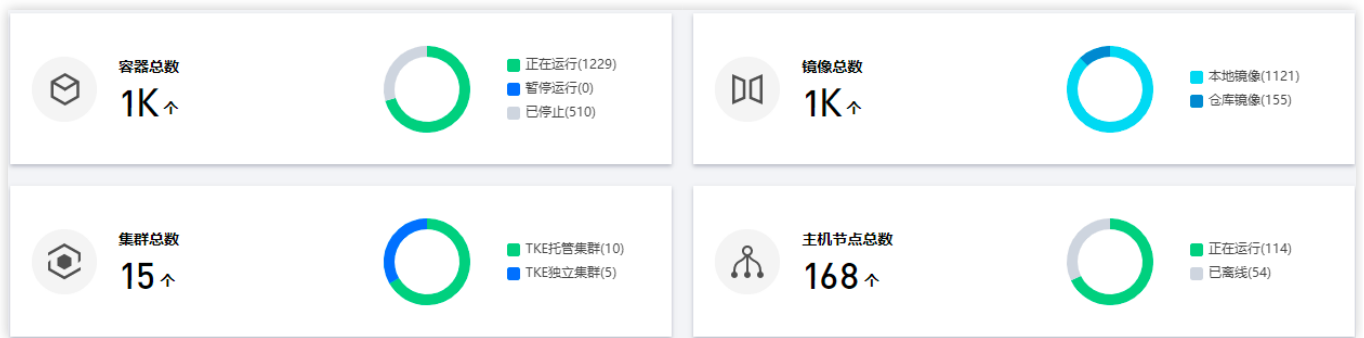 容器总数
1K 个
正在运行(1229)
暂停运行(0)
已停止(510)
镜像总数
1K 个
本地镜像(1121)
仓库镜像(155)
集群总数
15 个
TKE托管集群(10)
TKE独立集群(5)
主机节点总数
168 个
正在运行(114)
已离线(54)